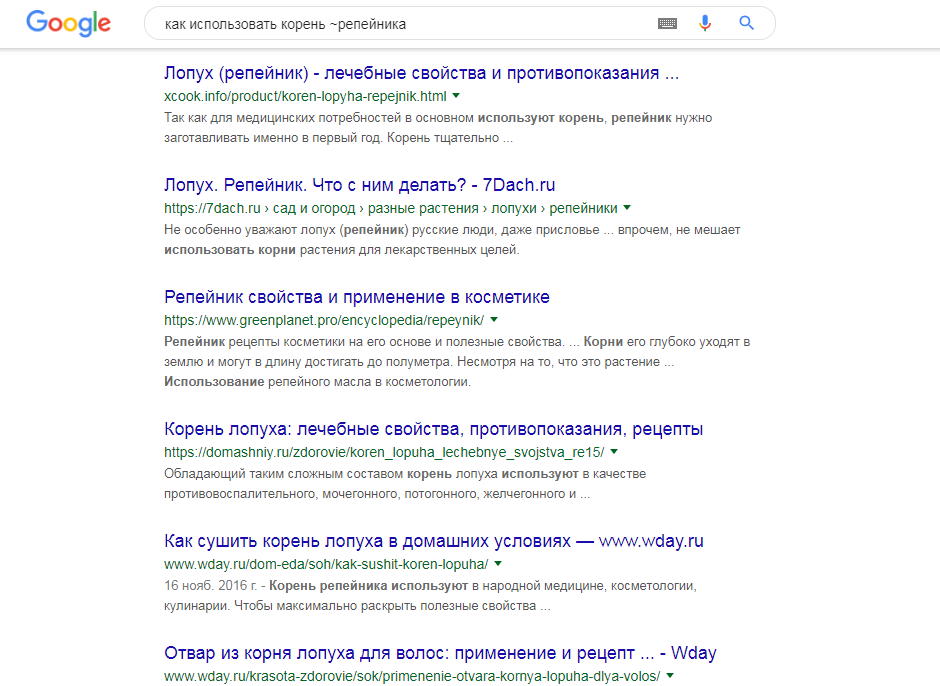 Google
как использовать корень ~репейника
Лопух (репейник) - лечебные свойства и противопоказания ...
xcook.info/product/koren-lopyha-repejnik.html
Так как для медицинских потребностей в основном используют корень, репейник нужно
заготавливать именно в первый год. Корень тщательно ...
Лопух. Репейник. Что с ним делать? - 7Dach.ru
https://7dach.ru › сад и огород › разные растения › лопухи › репейники
Не особенно уважают лопух (репейник) русские люди, даже присловье ... впрочем, не мешает
использовать корни растения для лекарственных целей.
Репейник свойства и применение в косметике
https://www.greenplanet.pro/encyclopedia/repeynik/
Репейник рецепты косметики на его основе и полезные свойства. ... Корни его глубоко уходят в
землю и могут в длину достигать до полуметра. Несмотря на то, что это растение ...
Использование репейного масла в косметологии.
Корень лопуха: лечебные свойства, противопоказания, рецепты
https://domashniy.ru/zdorovie/koren_lopuha_lechebnye_svojstva_re15/
Обладающий таким сложным составом корень лопуха используют в качестве
противовоспалительного, мочегонного, потогонного, желчегонного и ...
Как сушить корень лопуха в домашних условиях — www.wday.ru
www.wday.ru/dom-eda/soh/kak-sushit-koren-lopuha/
16 нояб. 2016 г. - Корень репейника используют в народной медицине, косметологии,
кулинарии. Чтобы максимально раскрыть полезные свойства ...
Отвар из корня лопуха для волос: применение и рецепт ... - Wday
www.wday.ru/krasota-zdorovie/sok/primenenie-otvara-kornya-lopuha-dlya-volos/